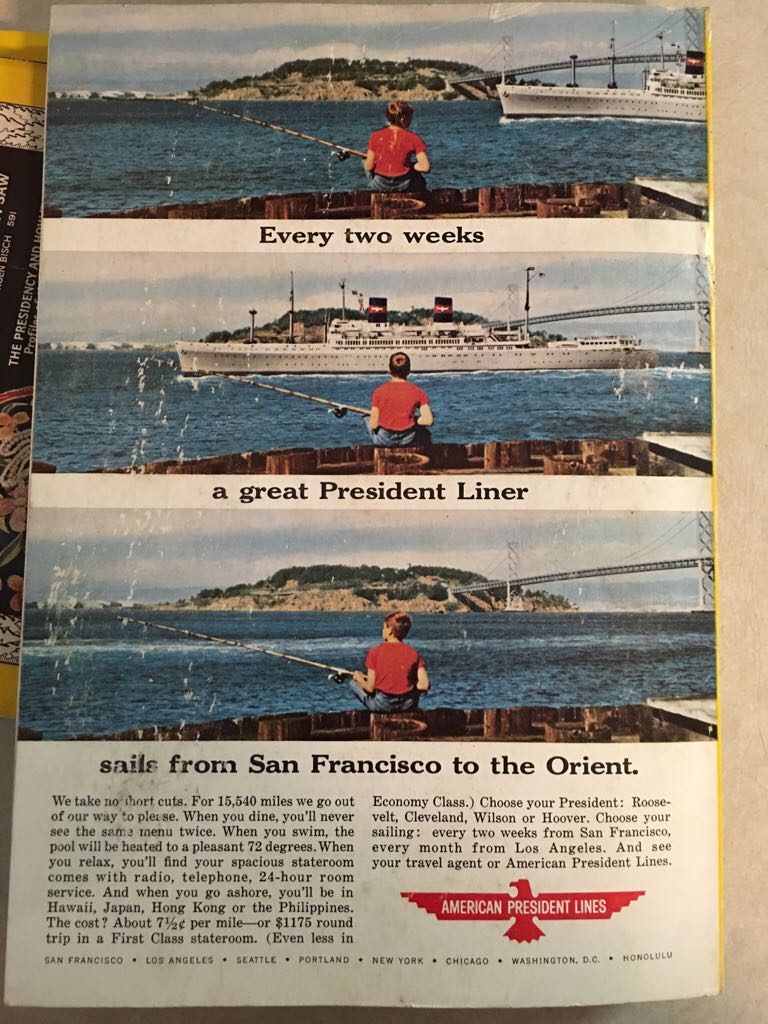 Every two weeks
a great President Liner
sails from San Francisco to the Orient.
We take no short cuts. For 15,540 miles we go out
of our way to please. When you dine, you'll never
see the same menu twice. When you swim, the
pool will be heated to a pleasant 72 degrees. When
you relax, you'll find your spacious stateroom
comes with radio, telephone, 24-hour room
service. And when you go ashore, you'll be in
Hawaii, Japan, Hong Kong or the Philippines.
The cost? About 7½¢ per mile—or $1175 round
trip in a First Class stateroom. (Even less in
Economy Class.) Choose your President: Roose-
velt, Cleveland, Wilson or Hoover. Choose your
sailing: every two weeks from San Francisco,
every month from Los Angeles. And see
your travel agent or American President Lines.
AMERICAN PRESIDENT LINES
SAN FRANCISCO • LOS ANGELES • SEATTLE • PORTLAND • NEW YORK • CHICAGO • WASHINGTON, D.C. • HONOLULU
SAW
BISCH 591
THE PRESIDENCY AND HOW
Profiles